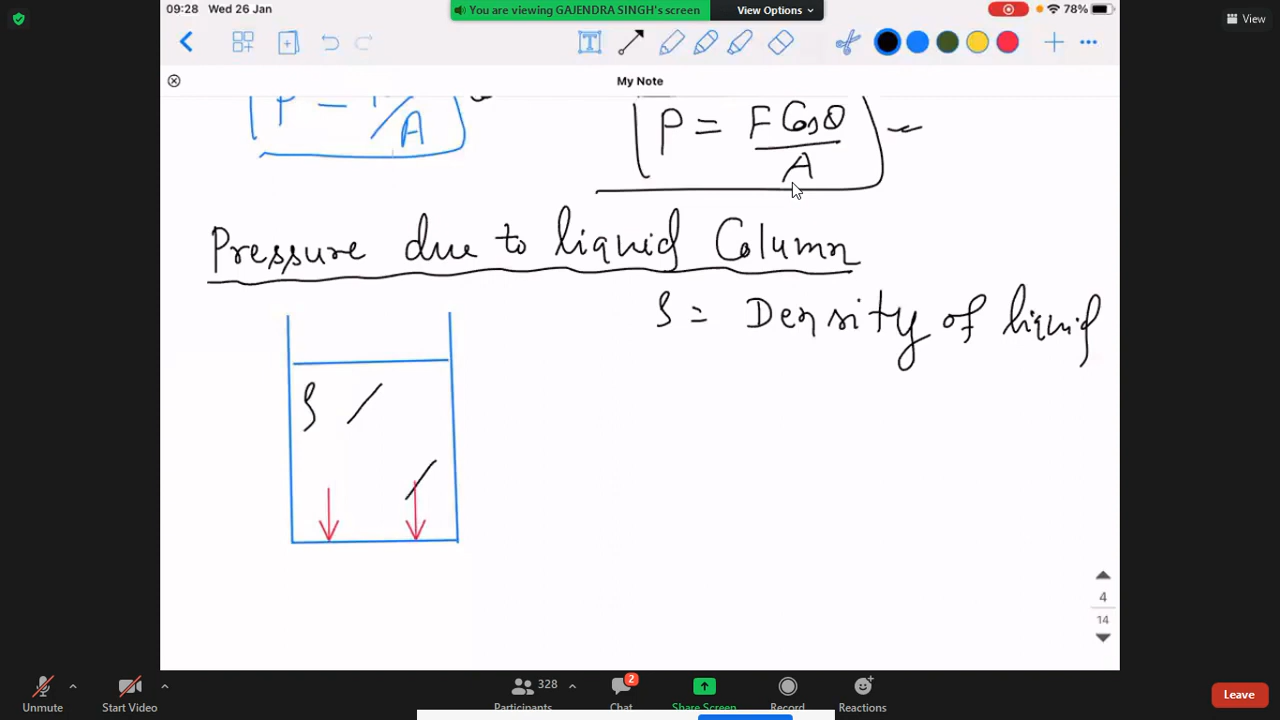 09:28 Wed 26 Jan
You are viewing GAJENDRA SINGH's screen
View Options
78%
View
T
My Note
P = F/A
P = F Cosθ / A
Pressure due to liquid Column
ρ = Density of liquid
ρ
4
14
Unmute
Start Video
328
Participants
2
Chat
Share Screen
Record
Reactions
Leave